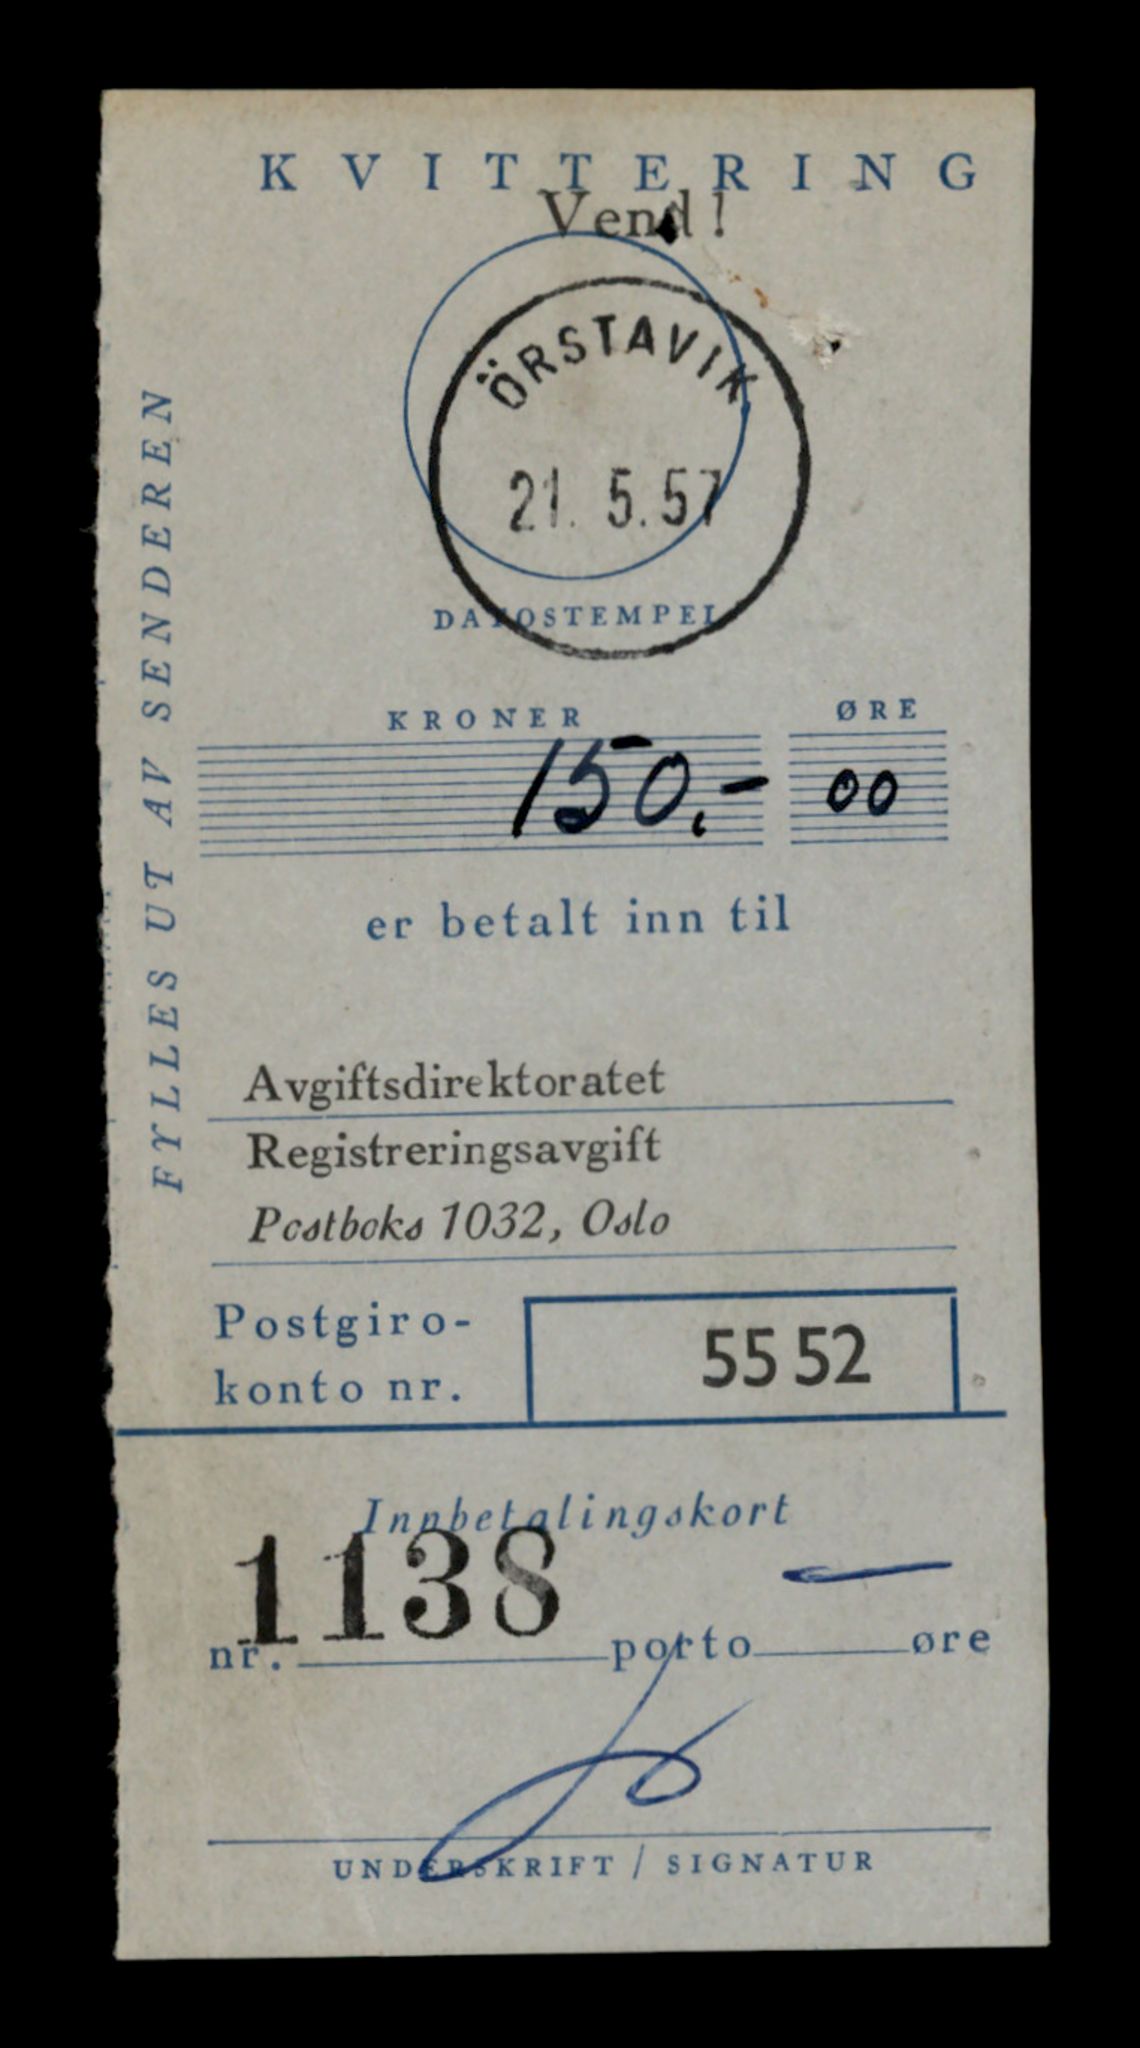 KVITTERING
Vend!
ÖRSTAVIK
21. 5.57
DATOSTEMPEL
FYLLES UT AV SENDEREN
KRONER ØRE
150.- 00
er betalt inn til
Avgiftsdirektoratet
Registreringsavgift
Postboks 1032, Oslo
Postgiro-
konto nr. 55 52
Innbetalingskort
nr. 1138 porto — øre
UNDERSKRIFT / SIGNATUR